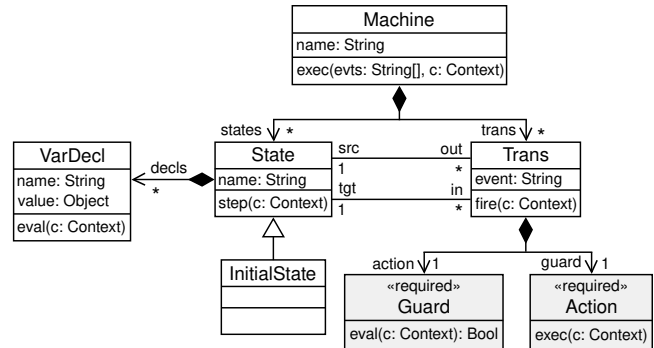 Machine
name: String
exec(evts: String[], c: Context)
states * trans *
VarDecl
name: String
value: Object
eval(c: Context)
decls
*
State
name: String
step(c: Context)
src out
1 *
tgt in
1 *
Trans
event: String
fire(c: Context)
InitialState
action 1 guard 1
«required»
Guard
eval(c: Context): Bool
«required»
Action
exec(c: Context)